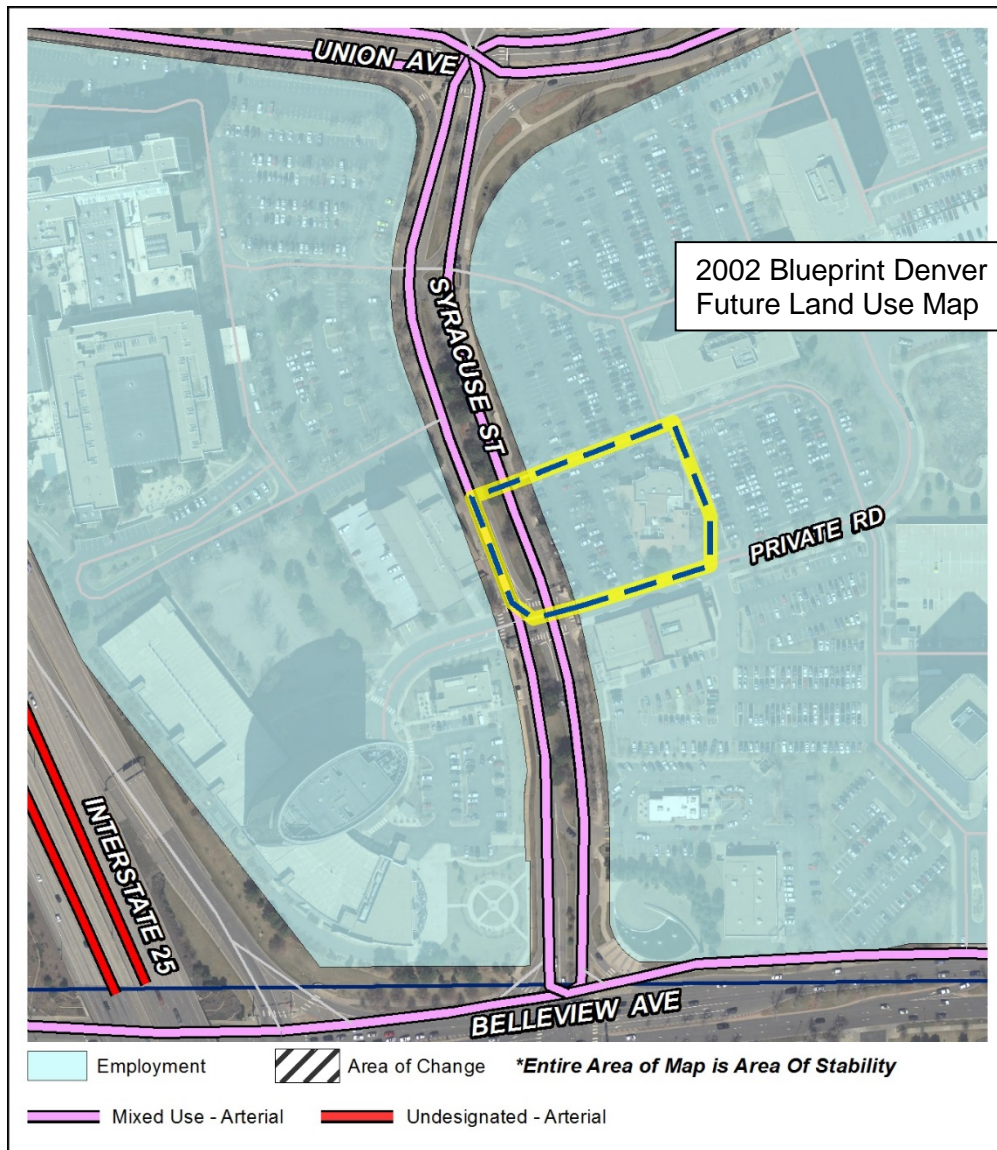 UNION AVE
2002 Blueprint Denver
Future Land Use Map
SYRACUSE ST
PRIVATE RD
INTERSTATE 25
BELLEVIEW AVE
Employment
Area of Change
*Entire Area of Map is Area Of Stability
Mixed Use - Arterial
Undesignated - Arterial